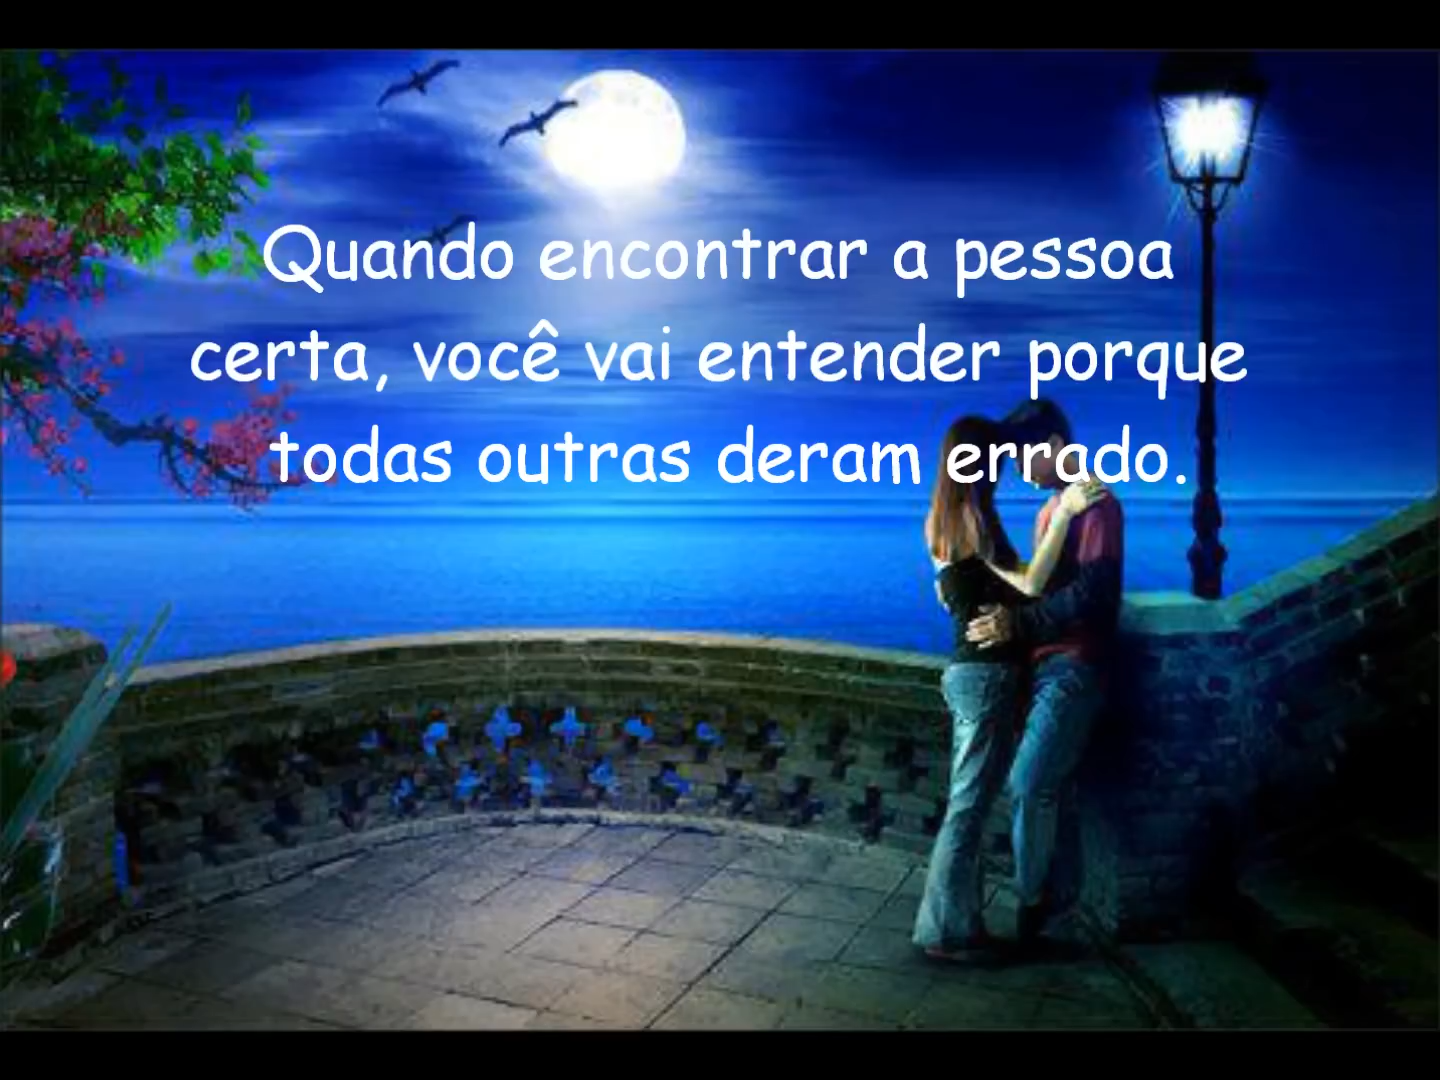 Quando encontrar a pessoa
certa, você vai entender porque
todas outras deram errado.